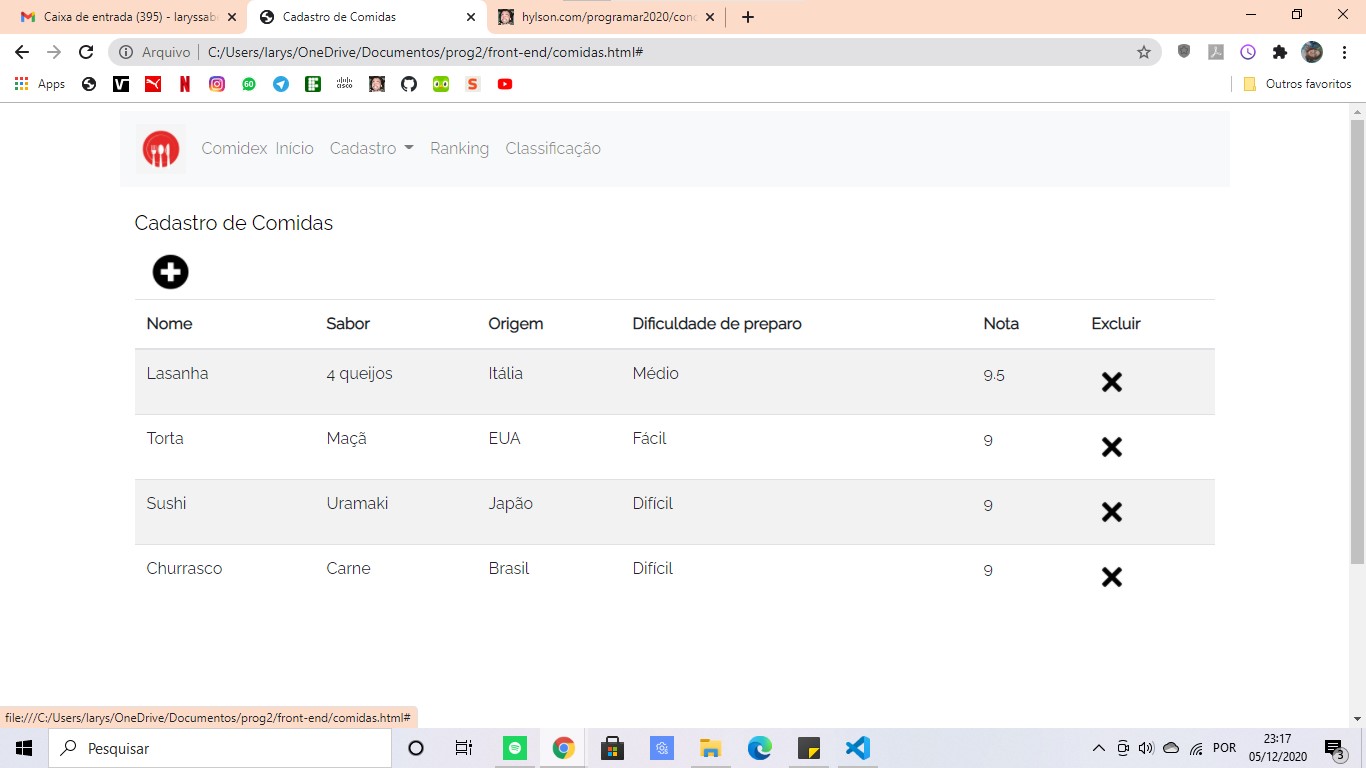 Caixa de entrada (395) - laryssab
Cadastro de Comidas
hylson.com/programar2020/con
Arquivo
C:/Users/larys/OneDrive/Documentos/prog2/front-end/comidas.html#
Apps
Outros favoritos
Comidex Início Cadastro Ranking Classificação
Cadastro de Comidas
Nome Sabor Origem Dificuldade de preparo Nota Excluir
Lasanha 4 queijos Itália Médio 9.5
Torta Maçã EUA Fácil 9
Sushi Uramaki Japão Difícil 9
Churrasco Carne Brasil Difícil 9
file:///C:/Users/larys/OneDrive/Documentos/prog2/front-end/comidas.html#
Pesquisar
POR
23:17
05/12/2020
3